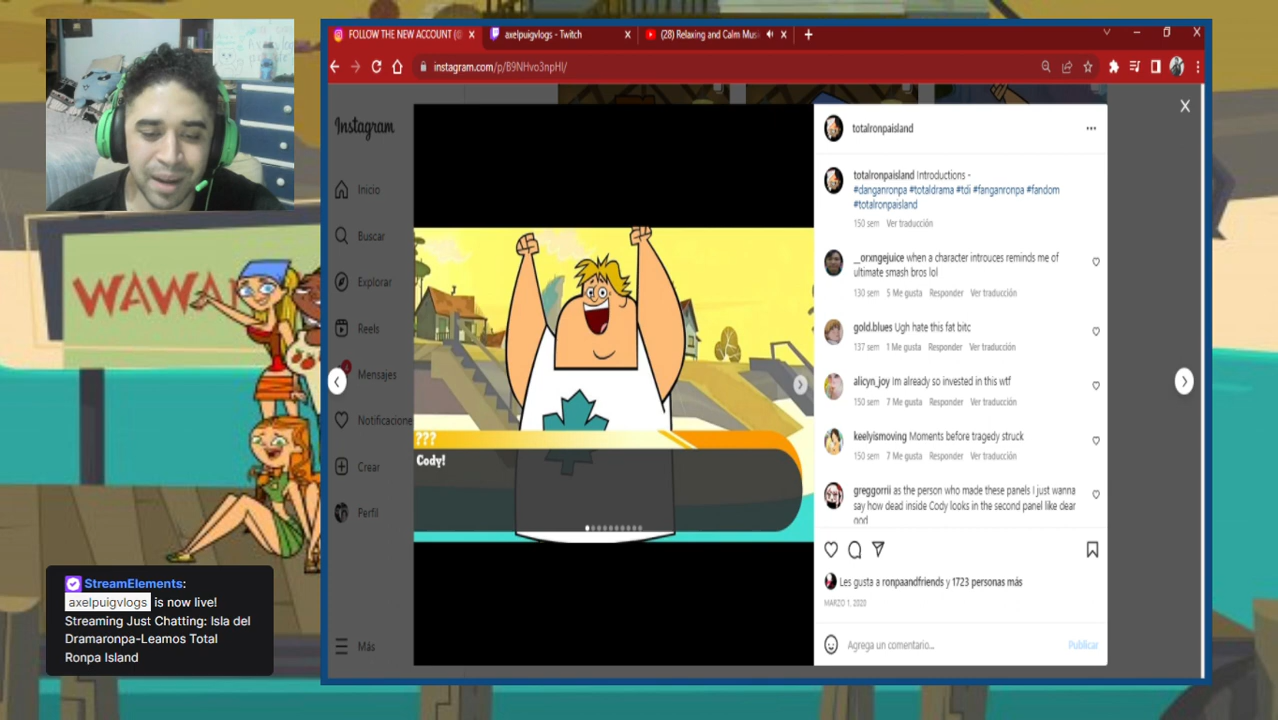 FOLLOW THE NEW ACCOUNT (@
axelpuigvlogs - Twitch
(28) Relaxing and Calm Mus
instagram.com/p/B9NHvo3npHl/
Instagram
Inicio
Buscar
Explorar
Reels
Mensajes
Notificacione
Crear
Perfil
Más
???
Cody!
totalronpaisland
totalronpaisland Introductions -
#danganronpa #totaldrama #tdi #fanganronpa #fandom
#totalronpaisland
150 sem Ver traducción
__orxngejuice when a character introuces reminds me of
ultimate smash bros lol
130 sem 5 Me gusta Responder Ver traducción
gold.blues Ugh hate this fat bitc
137 sem 1 Me gusta Responder Ver traducción
alicyn_joy Im already so invested in this wtf
150 sem 7 Me gusta Responder Ver traducción
keelyismoving Moments before tragedy struck
150 sem 7 Me gusta Responder Ver traducción
greggorrii as the person who made these panels I just wanna
say how dead inside Cody looks in the second panel like dear
god
Les gusta a ronpaandfriends y 1723 personas más
MARZO 1, 2020
Agrega un comentario...
Publicar
WAWA
StreamElements:
axelpuigvlogs is now live!
Streaming Just Chatting: Isla del
Dramaronpa-Leamos Total
Ronpa Island